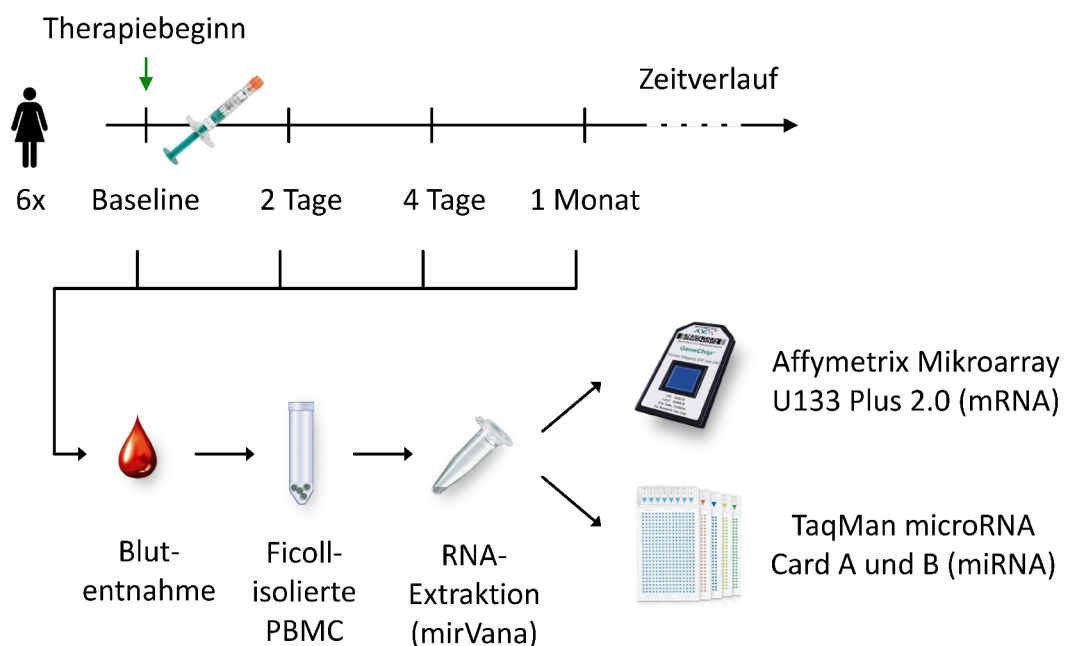 Therapiebeginn
Zeitverlauf
6x
Baseline
2 Tage
4 Tage
1 Monat
GeneChip
Affymetrix Mikroarray
U133 Plus 2.0 (mRNA)
TaqMan microRNA
Card A und B (miRNA)
Blut-
entnahme
Ficoll-
isolierte
PBMC
RNA-
Extraktion
(mirVana)